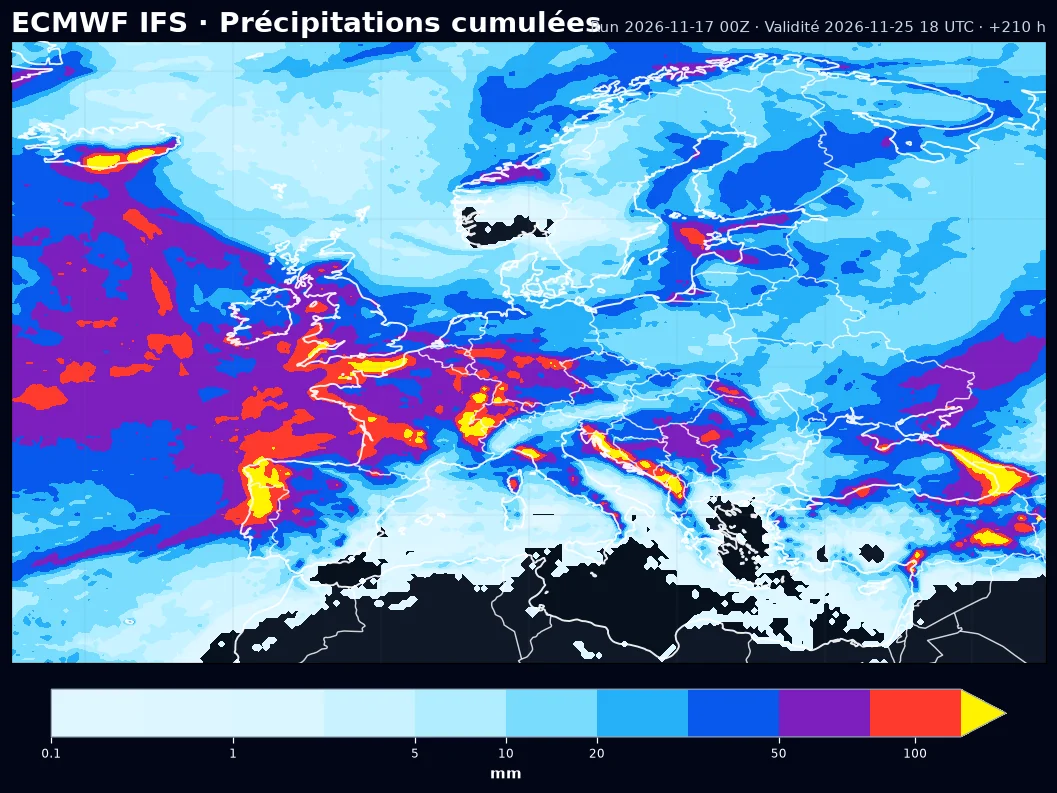 ECMWF IFS · Précipitations cumulées
Run 2026-11-17 00Z · Validité 2026-11-25 18 UTC · +210 h
0.1 1 5 10 20 50 100
mm